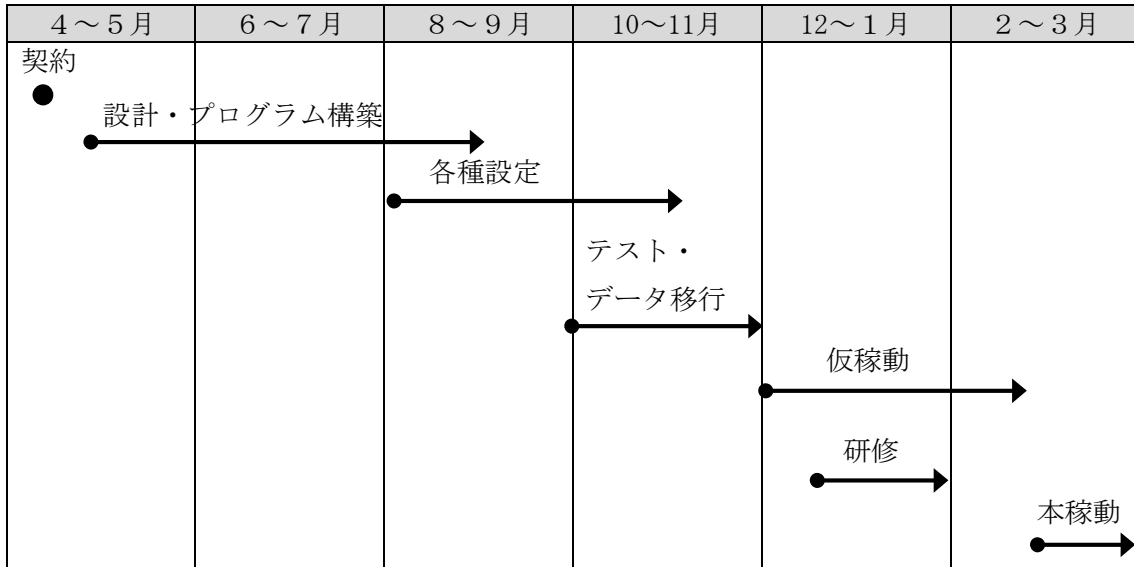 ４～５月
６～７月
８～９月
10～11月
12～１月
２～３月
契約
設計・プログラム構築
各種設定
テスト・
データ移行
仮稼動
研修
本稼動